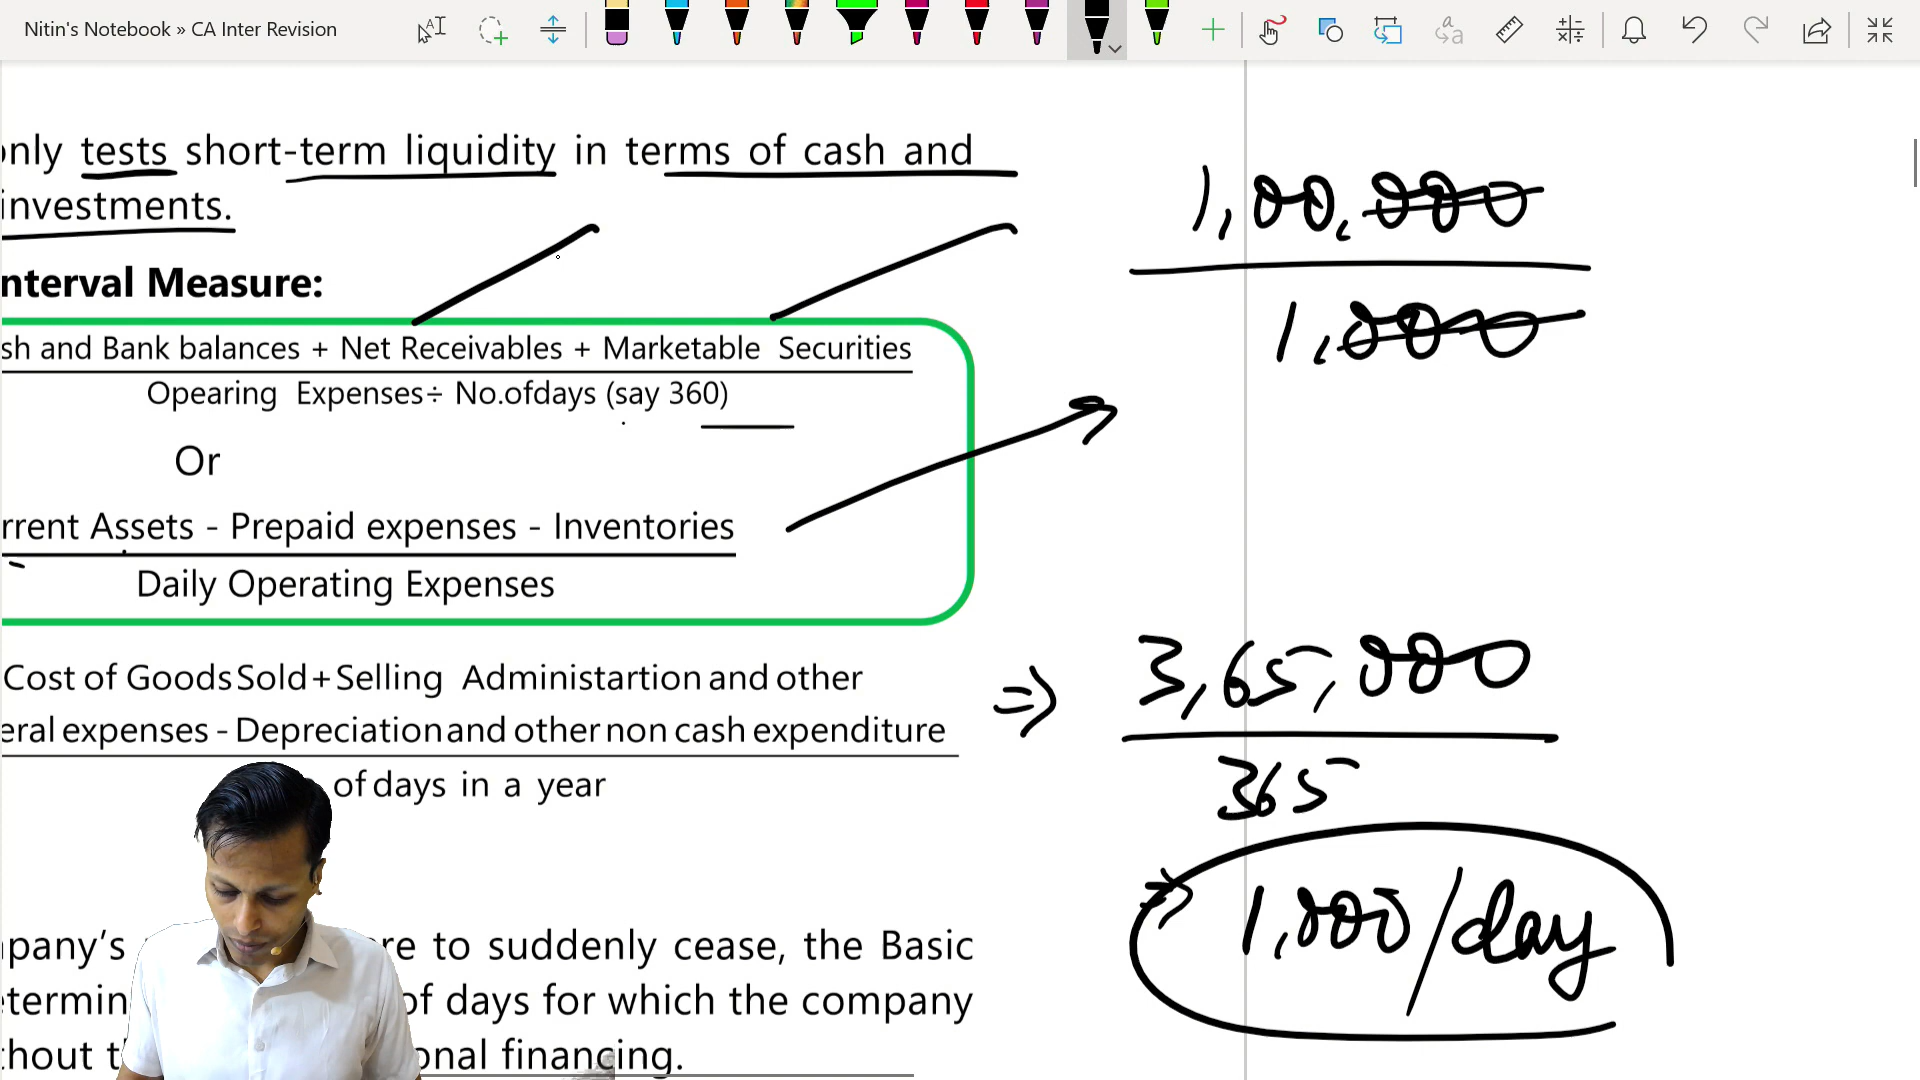 Nitin's Notebook » CA Inter Revision
only tests short-term liquidity in terms of cash and
investments.
nterval Measure:
sh and Bank balances + Net Receivables + Marketable Securities
Opearing Expenses÷ No.ofdays (say 360)
Or
rrent Assets - Prepaid expenses - Inventories
Daily Operating Expenses
Cost of Goods Sold + Selling Administartion and other
eral expenses - Depreciation and other non cash expenditure
of days in a year
pany's re to suddenly cease, the Basic
etermin of days for which the company
thout t onal financing.
1,00,000
1,000
⇒ 3,65,000
365
⇒ 1,000/day